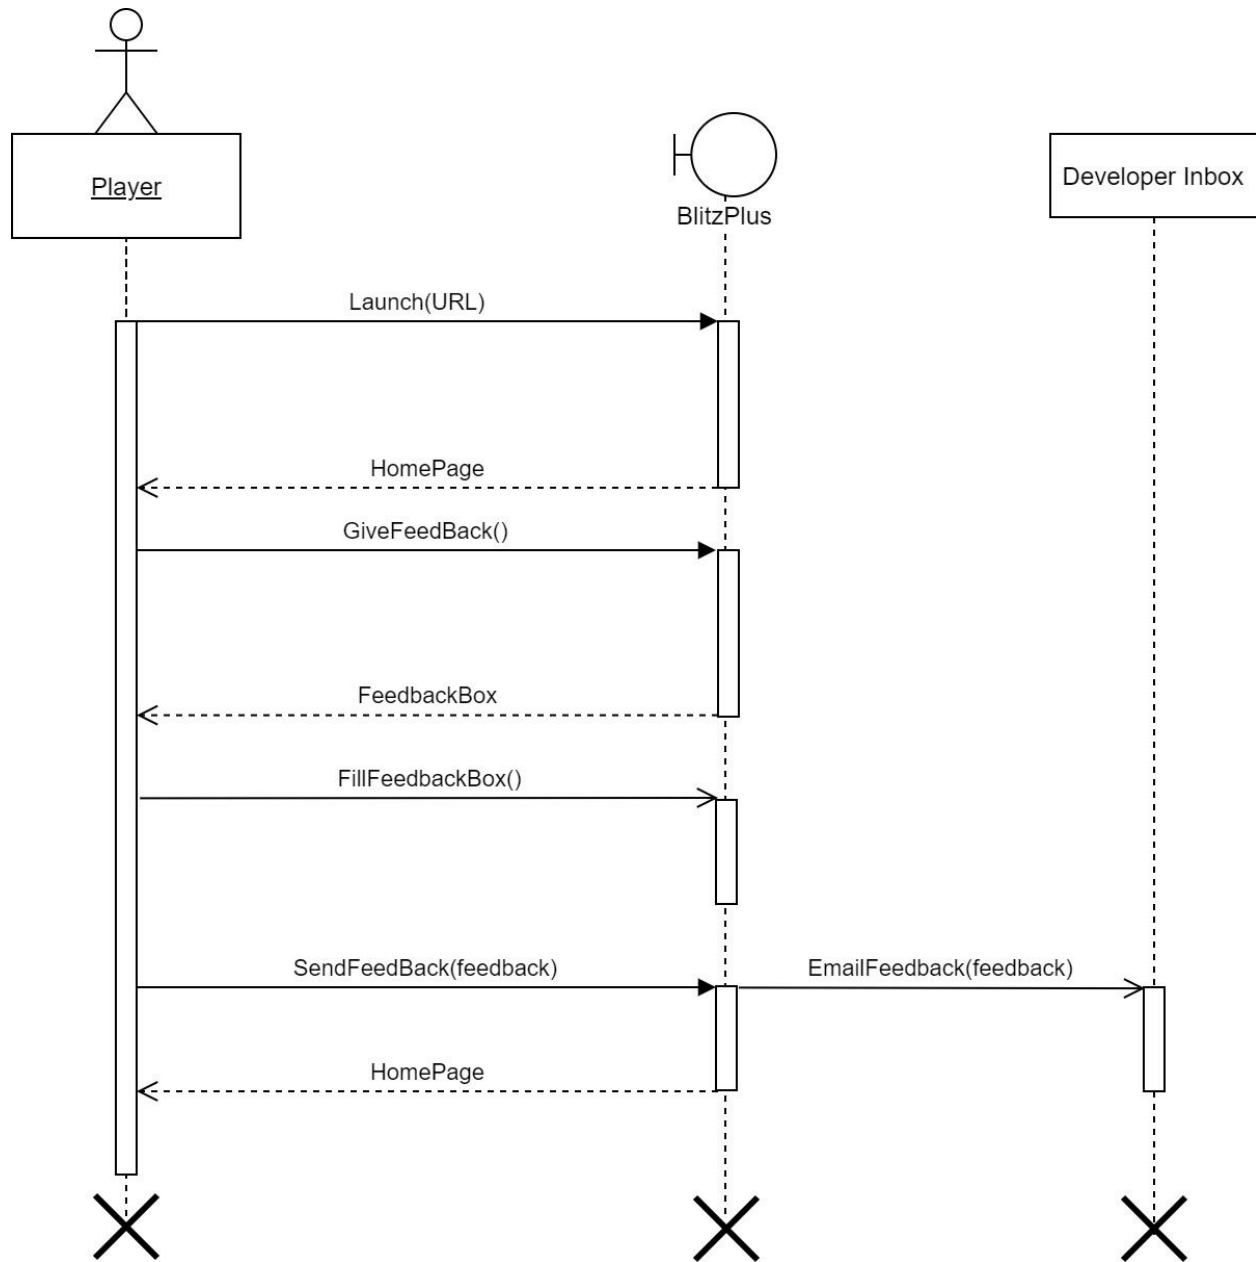 Player
BlitzPlus
Developer Inbox
Launch(URL)
HomePage
GiveFeedBack()
FeedbackBox
FillFeedbackBox()
SendFeedBack(feedback)
EmailFeedback(feedback)
HomePage